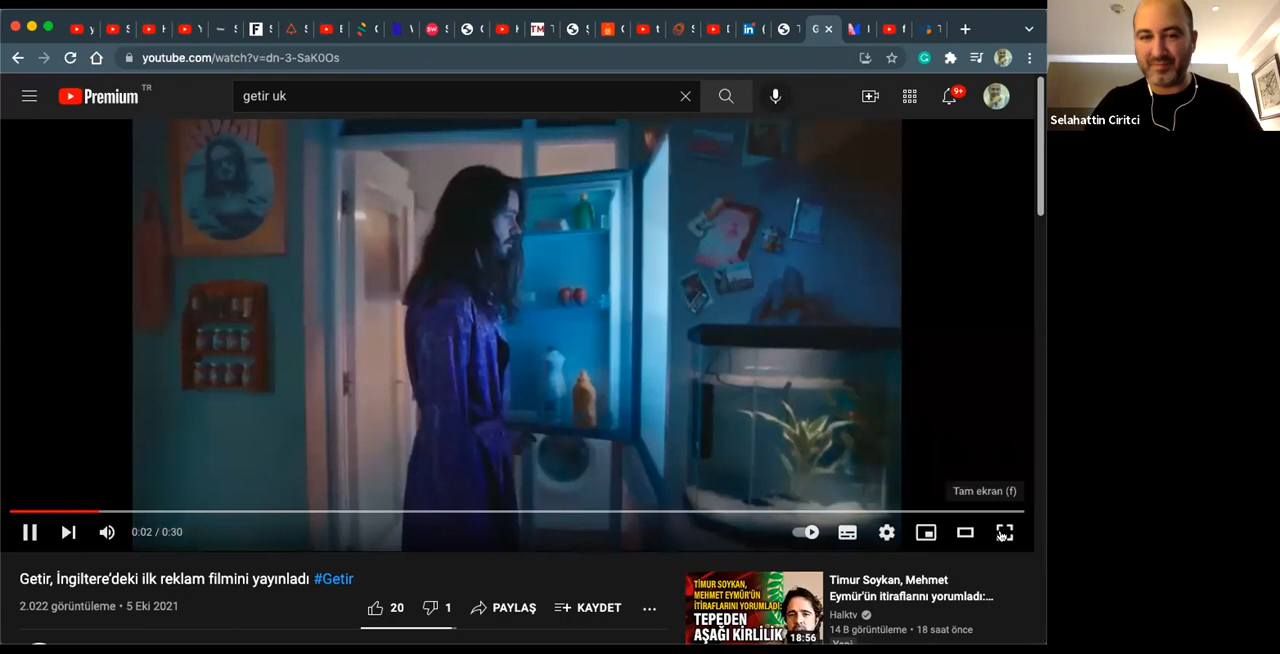 youtube.com/watch?v=dn-3-SaK0Os
Premium TR
getir uk
9+
Selahattin Ciritci
Tam ekran (f)
0:02 / 0:30
Getir, İngiltere'deki ilk reklam filmini yayınladı #Getir
2.022 görüntüleme • 5 Eki 2021
20
1
PAYLAŞ
KAYDET
TİMUR SOYKAN,
MEHMET EYMÜR'ÜN
İTİRAFLARINI YORUMLADI:
TEPEDEN
AŞAĞI KİRLİLİK
18:56
Timur Soykan, Mehmet
Eymür'ün itiraflarını yorumladı:...
Halktv
14 B görüntüleme • 18 saat önce
Yeni